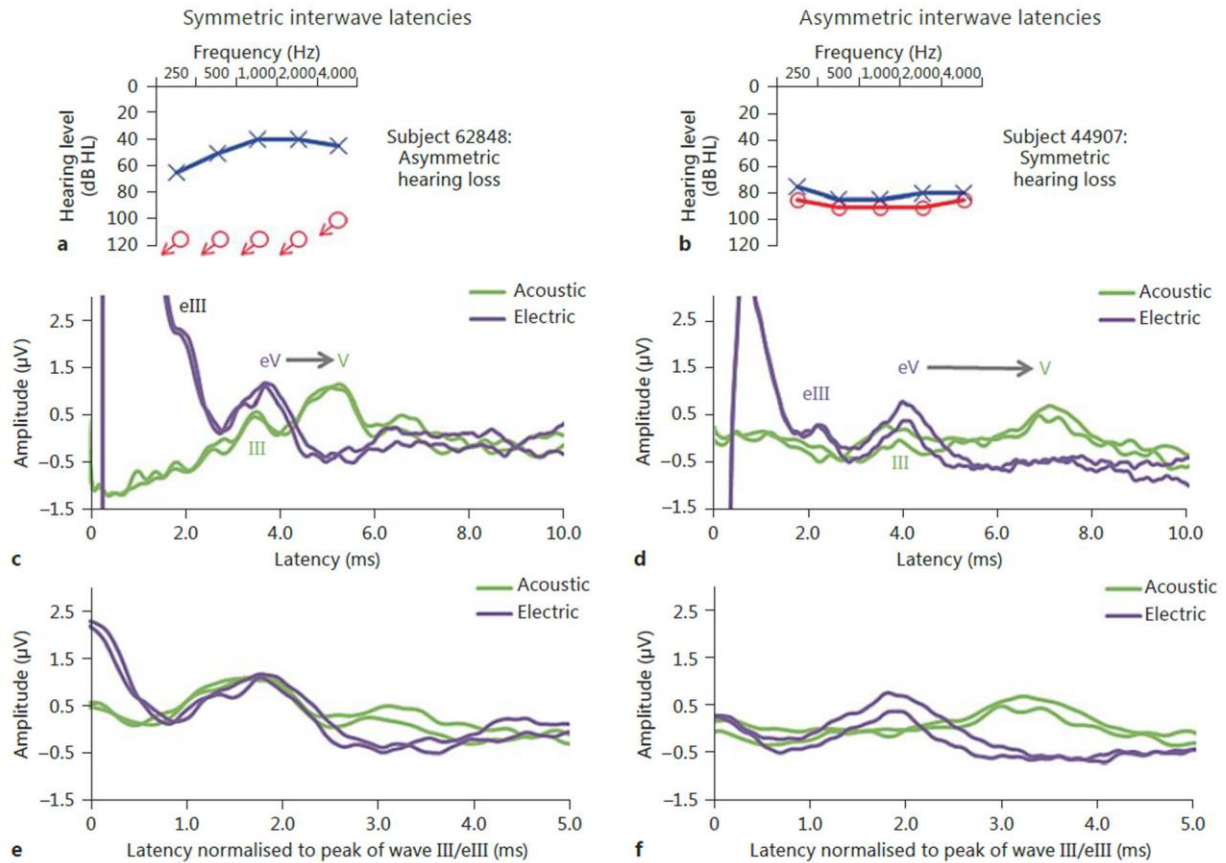 Symmetric interwave latencies
Asymmetric interwave latencies
Frequency (Hz)
250 500 1,000 2,000 4,000
0
20
40
60
80
100
120
Hearing level
(dB HL)
Subject 62848:
Asymmetric
hearing loss
a
Frequency (Hz)
250 500 1,000 2,000 4,000
0
20
40
60
80
100
120
Hearing level
(dB HL)
Subject 44907:
Symmetric
hearing loss
b
Acoustic
Electric
eIII
eV
V
III
2.5
1.5
0.5
–0.5
–1.5
Amplitude (µV)
0 2.0 4.0 6.0 8.0 10.0
Latency (ms)
c
Acoustic
Electric
eIII
eV
V
III
2.5
1.5
0.5
–0.5
–1.5
Amplitude (µV)
0 2.0 4.0 6.0 8.0 10.0
Latency (ms)
d
Acoustic
Electric
2.5
1.5
0.5
–0.5
–1.5
Amplitude (µV)
0 1.0 2.0 3.0 4.0 5.0
Latency normalised to peak of wave III/eIII (ms)
e
Acoustic
Electric
2.5
1.5
0.5
–0.5
–1.5
Amplitude (µV)
0 1.0 2.0 3.0 4.0 5.0
Latency normalised to peak of wave III/eIII (ms)
f